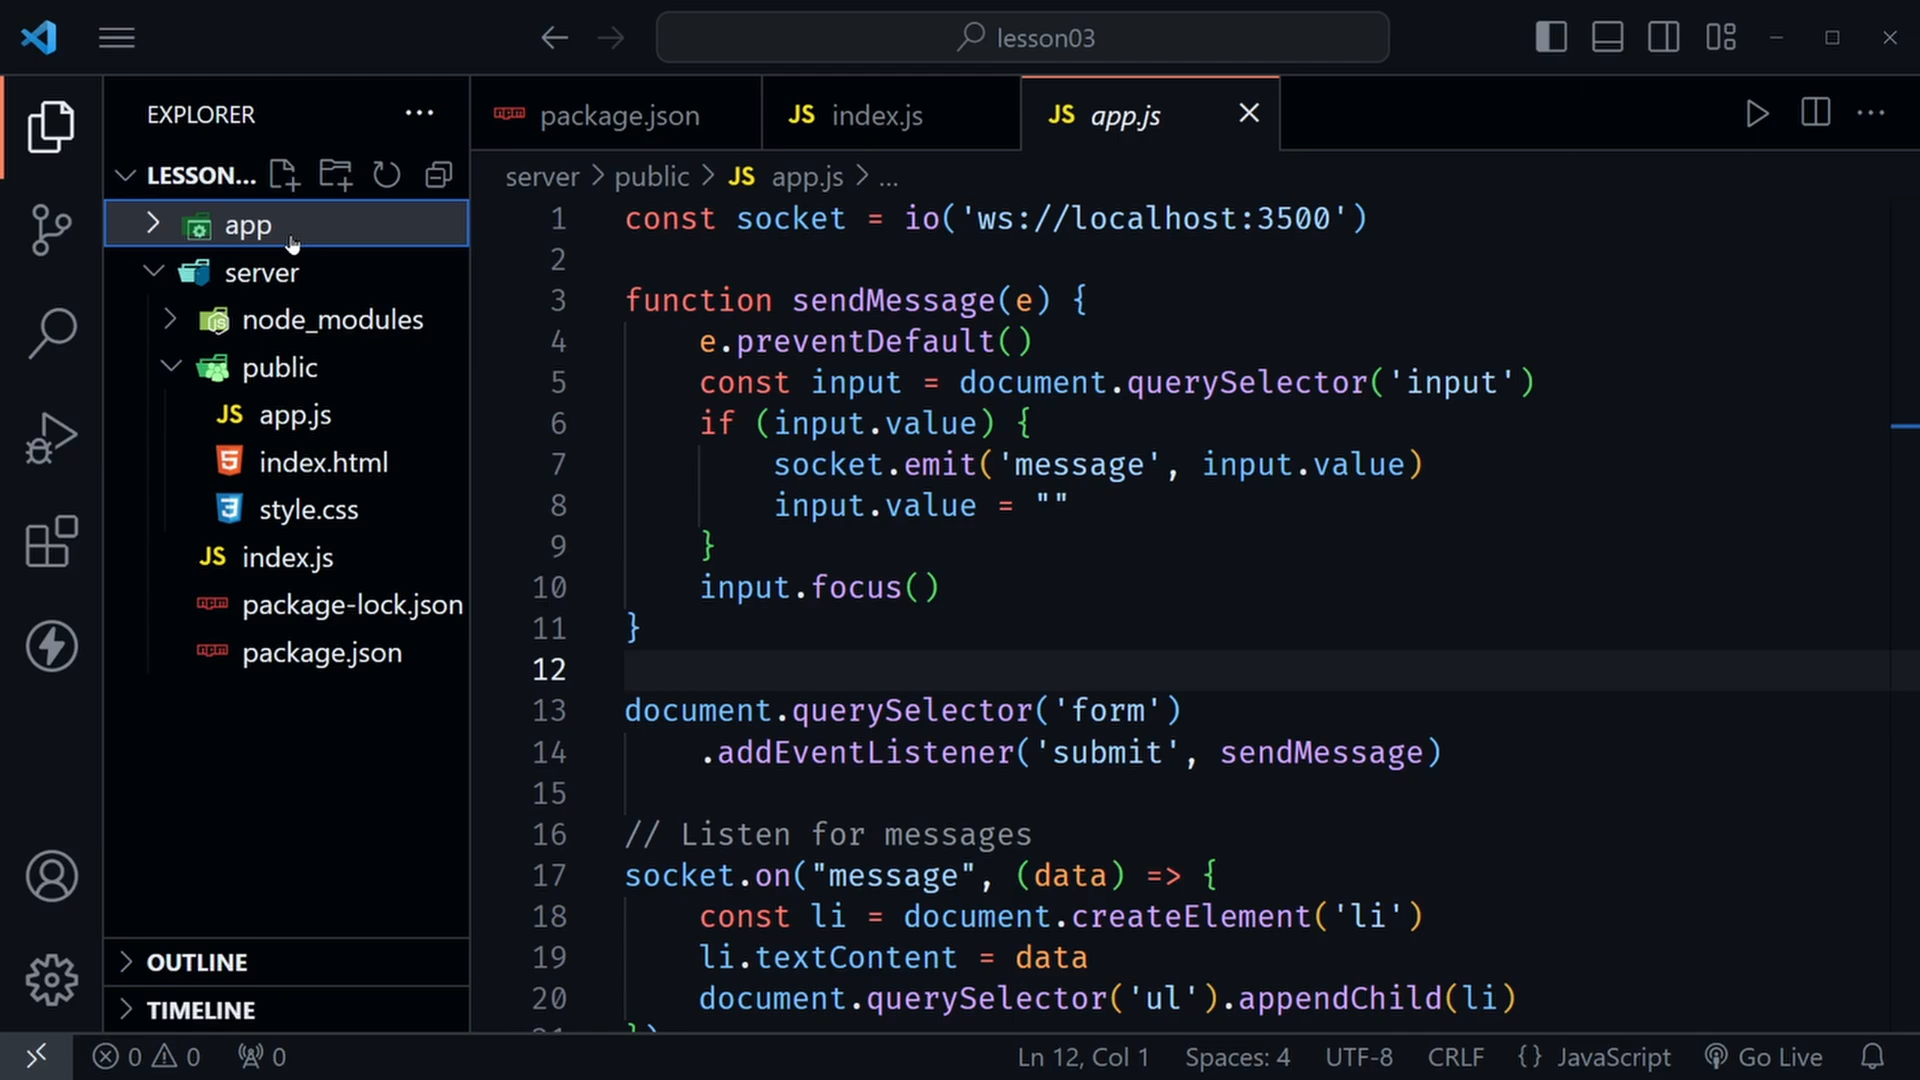 lesson03
EXPLORER
LESSON...
app
server
node_modules
public
JS app.js
index.html
style.css
JS index.js
package-lock.json
package.json
OUTLINE
TIMELINE
package.json
JS index.js
JS app.js
server > public > JS app.js > ...
1 const socket = io('ws://localhost:3500')
2
3 function sendMessage(e) {
4 e.preventDefault()
5 const input = document.querySelector('input')
6 if (input.value) {
7 socket.emit('message', input.value)
8 input.value = ""
9 }
10 input.focus()
11 }
12
13 document.querySelector('form')
14 .addEventListener('submit', sendMessage)
15
16 // Listen for messages
17 socket.on("message", (data) => {
18 const li = document.createElement('li')
19 li.textContent = data
20 document.querySelector('ul').appendChild(li)
0 0 0 Ln 12, Col 1 Spaces: 4 UTF-8 CRLF {} JavaScript Go Live